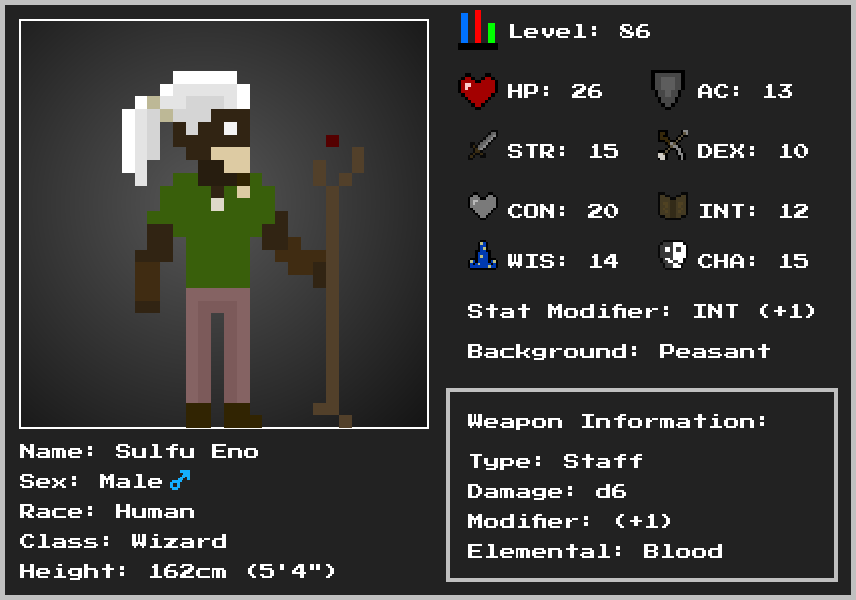 Level: 86
HP: 26
AC: 13
STR: 15
DEX: 10
CON: 20
INT: 12
WIS: 14
CHA: 15
Stat Modifier: INT (+1)
Background: Peasant
Weapon Information:
Type: Staff
Damage: d6
Modifier: (+1)
Elemental: Blood
Name: Sulfu Eno
Sex: Male♂
Race: Human
Class: Wizard
Height: 162cm (5'4")